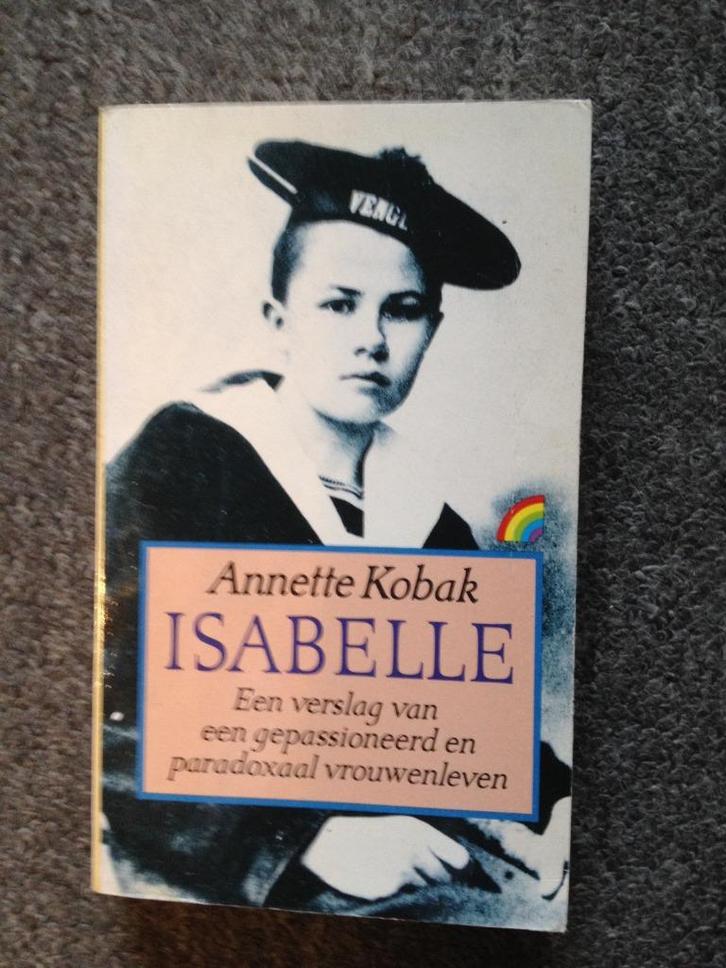 VENG
Annette Kobak
ISABELLE
Een verslag van
een gepassioneerd en
paradoxaal vrouwenleven